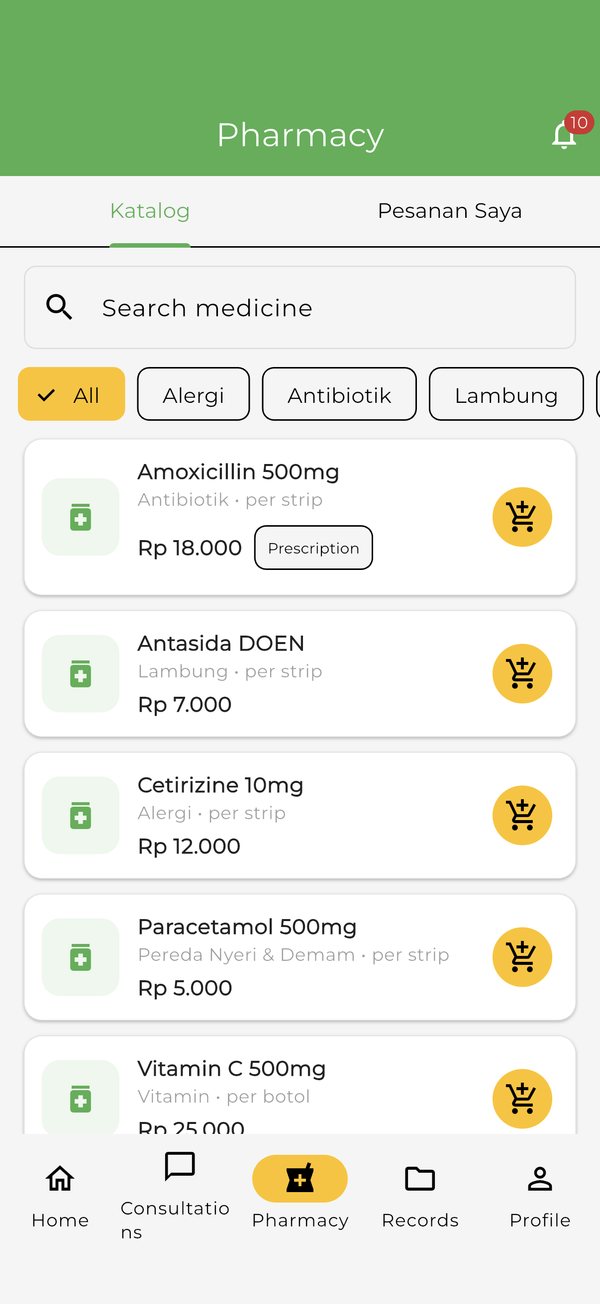 Pharmacy
10
Katalog
Pesanan Saya
Search medicine
All
Alergi
Antibiotik
Lambung
Amoxicillin 500mg
Antibiotik • per strip
Rp 18.000
Prescription
Antasida DOEN
Lambung • per strip
Rp 7.000
Cetirizine 10mg
Alergi • per strip
Rp 12.000
Paracetamol 500mg
Pereda Nyeri & Demam • per strip
Rp 5.000
Vitamin C 500mg
Vitamin • per botol
Rp 25.000
Home
Consultatio
ns
Pharmacy
Records
Profile